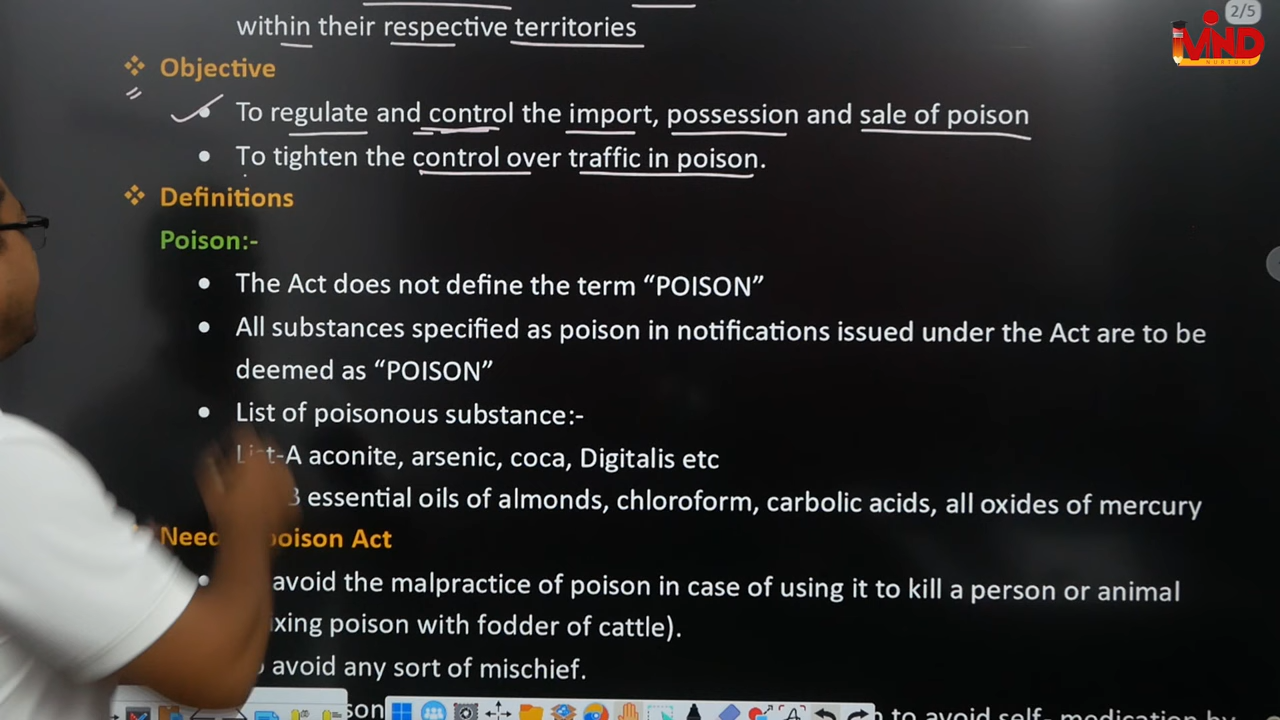 2/5
MND
NURTURE
within their respective territories
Objective
To regulate and control the import, possession and sale of poison
To tighten the control over traffic in poison.
Definitions
Poison:-
The Act does not define the term “POISON”
All substances specified as poison in notifications issued under the Act are to be
deemed as “POISON”
List of poisonous substance:-
List-A aconite, arsenic, coca, Digitalis etc
B essential oils of almonds, chloroform, carbolic acids, all oxides of mercury
Need poison Act
avoid the malpractice of poison in case of using it to kill a person or animal
xing poison with fodder of cattle).
avoid any sort of mischief.
son to avoid self- medication by